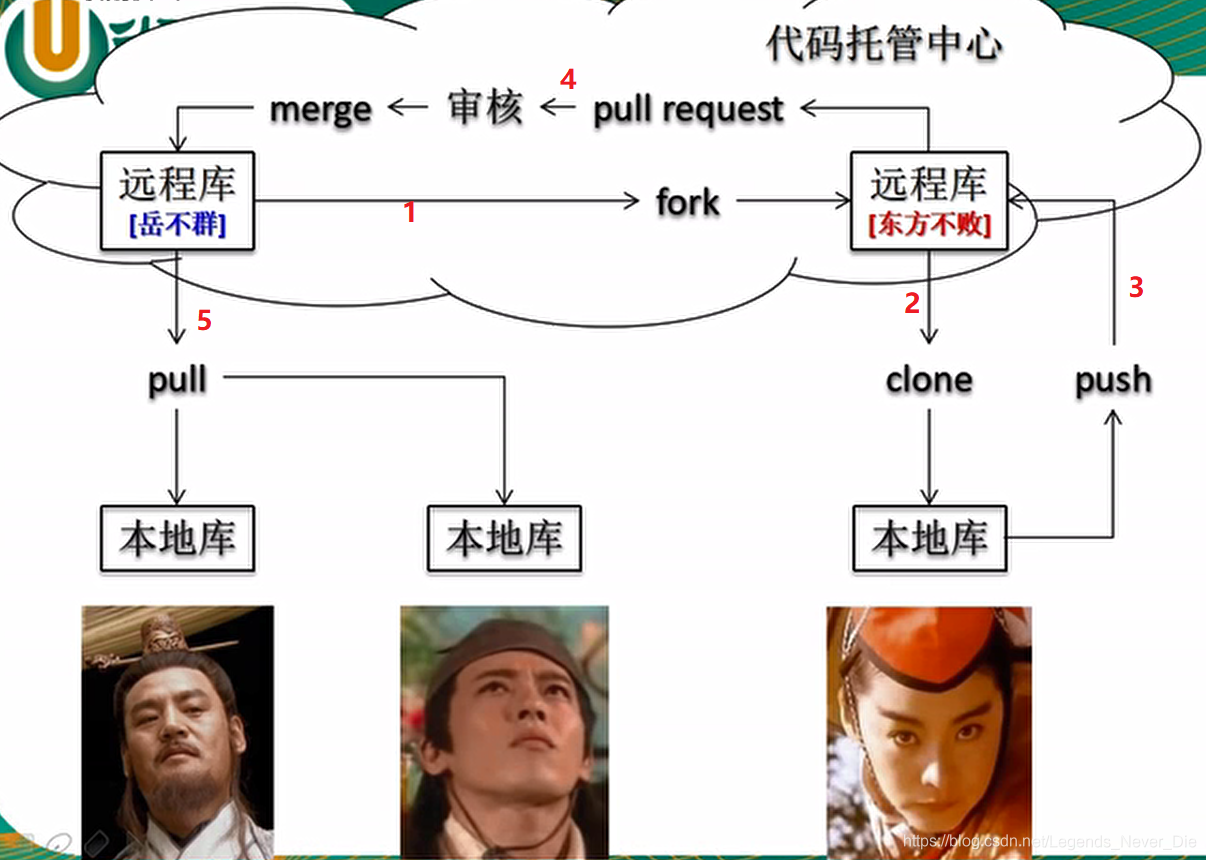 代码托管中心
4
merge
审核
pull request
远程库
[岳不群]
1
fork
远程库
[东方不败]
5
2
3
pull
clone
push
本地库
本地库
本地库
https://blog.csdn.net/Legends_Never_Die